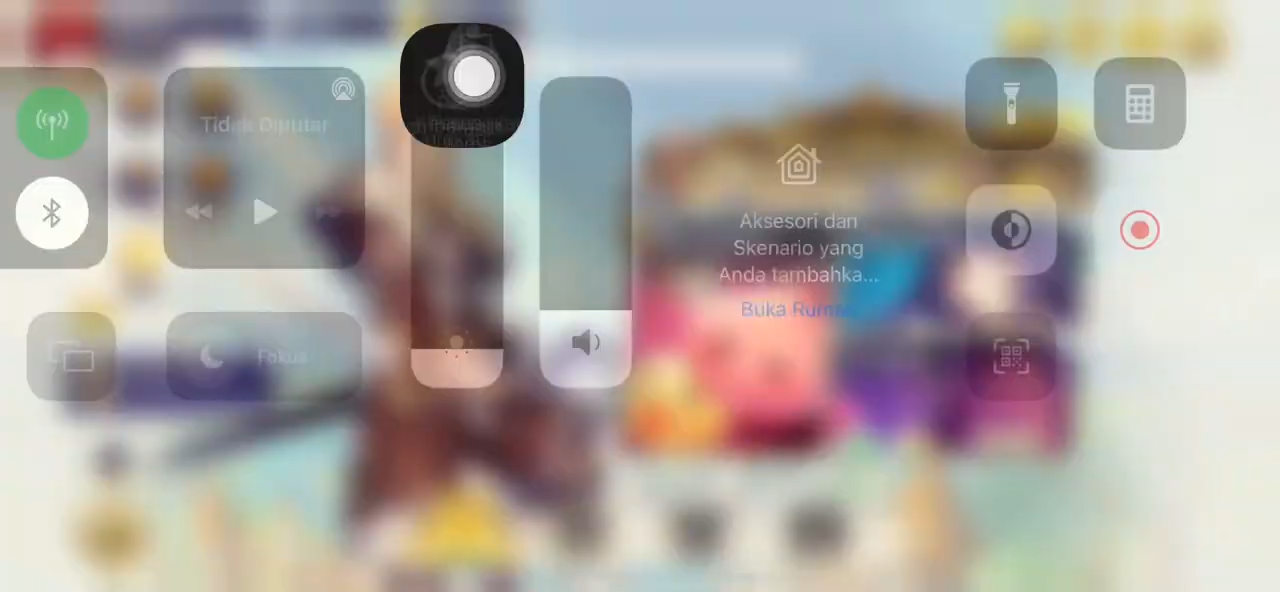 Tidak Diputar
Aksesori dan
Skenario yang
Anda tambahka...
Buka Rumah
Fokus